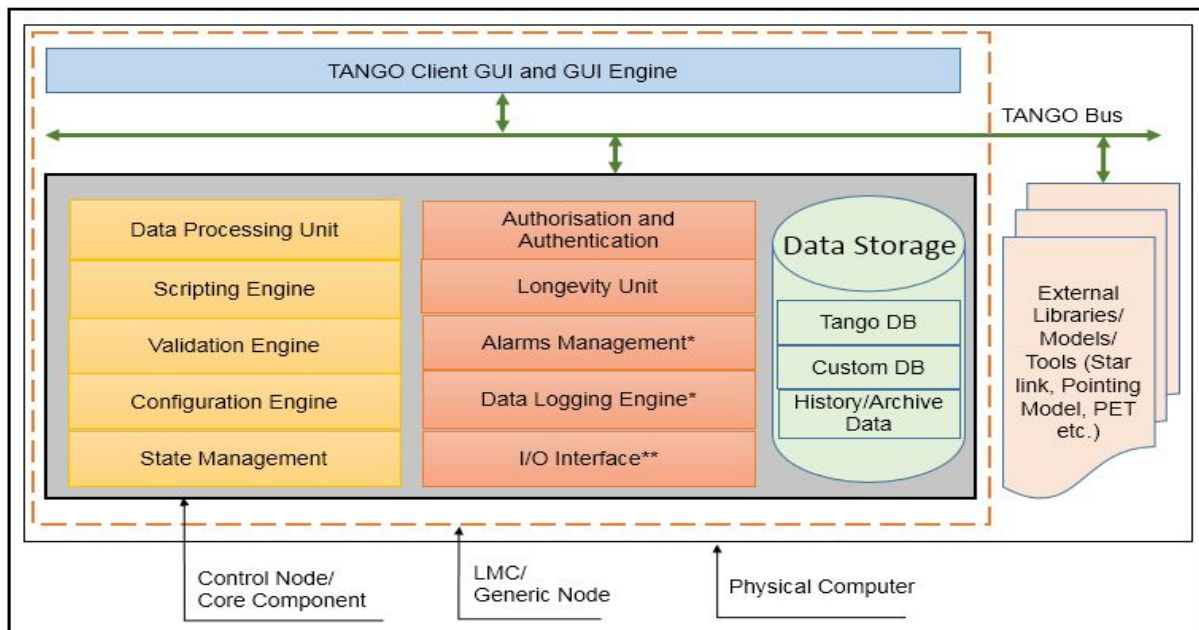 TANGO Client GUI and GUI Engine
TANGO Bus
Data Processing Unit
Scripting Engine
Validation Engine
Configuration Engine
State Management
Authorisation and
Authentication
Longevity Unit
Alarms Management*
Data Logging Engine*
I/O Interface**
Data Storage
Tango DB
Custom DB
History/Archive
Data
External
Libraries/
Models/
Tools (Star
link, Pointing
Model, PET
etc.)
Control Node/
Core Component
LMC/
Generic Node
Physical Computer